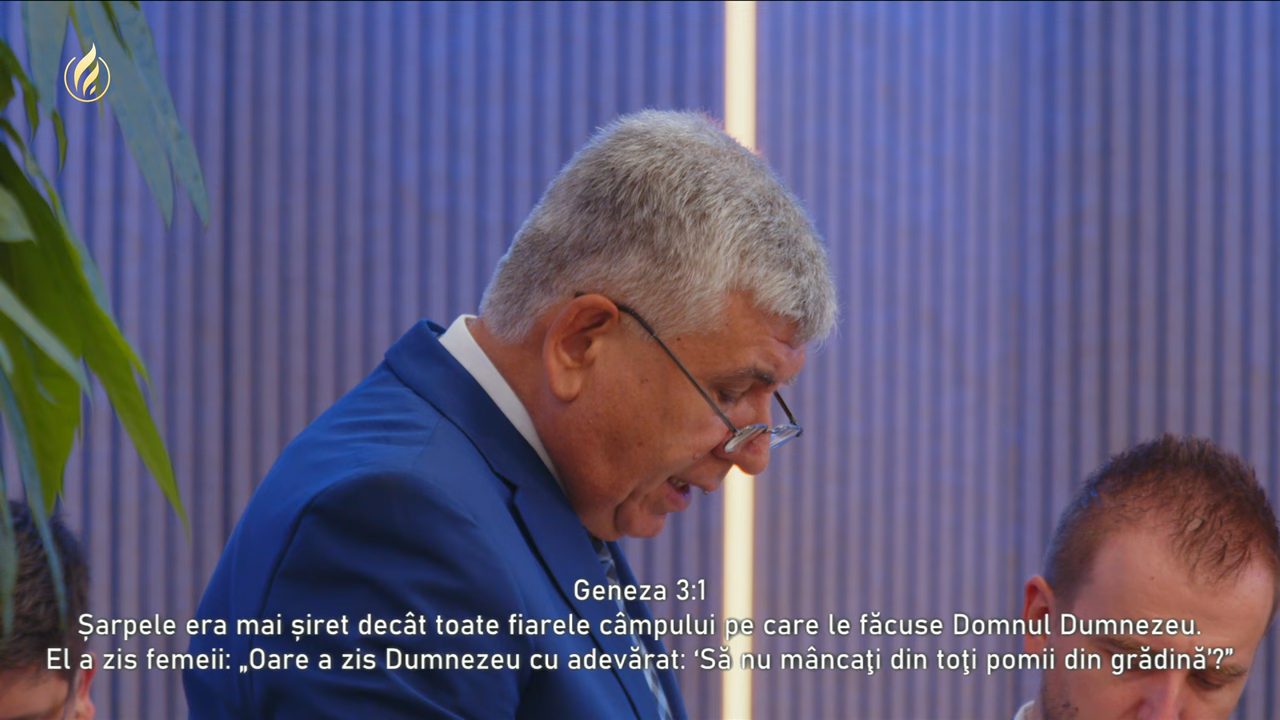 Geneza 3:1
Șarpele era mai șiret decât toate fiarele câmpului pe care le făcuse Domnul Dumnezeu.
El a zis femeii: „Oare a zis Dumnezeu cu adevărat: ‘Să nu mâncaţi din toţi pomii din grădină’?”